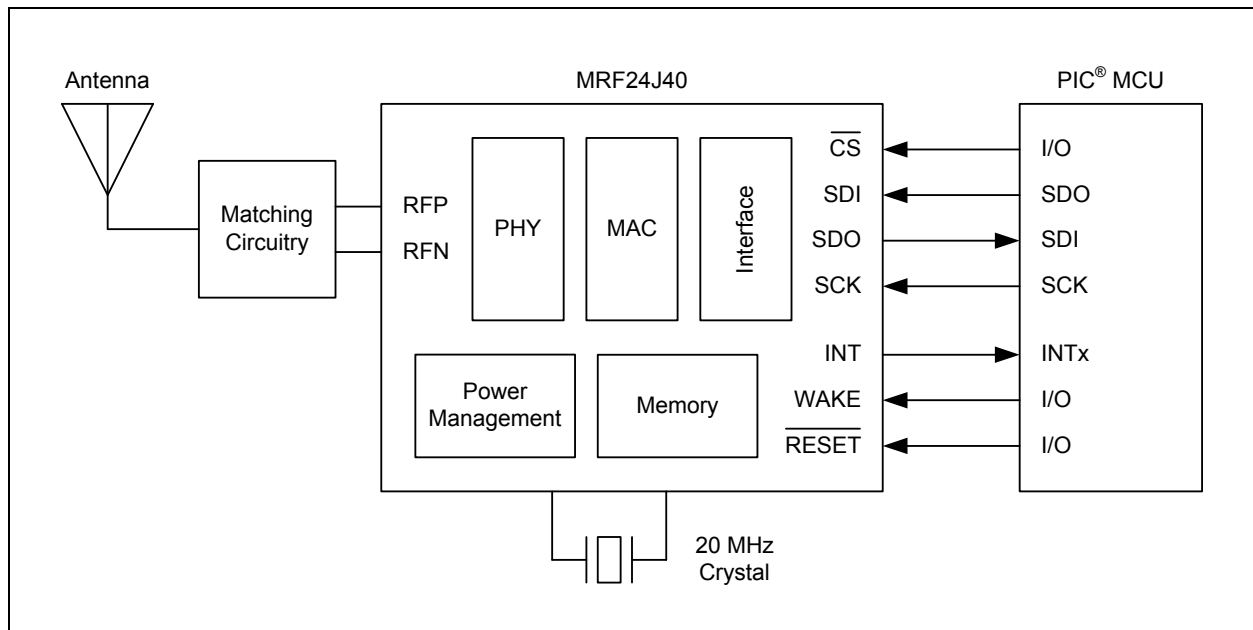 Antenna
MRF24J40
PIC® MCU
Matching
Circuitry
RFP
RFN
PHY
MAC
Interface
CS
SDI
SDO
SCK
INT
WAKE
RESET
I/O
SDO
SDI
SCK
INTx
I/O
I/O
Power
Management
Memory
20 MHz
Crystal